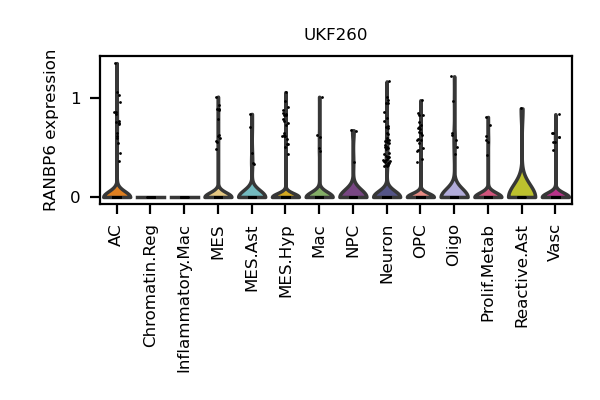 UKF260
RANBP6 expression
1
0
AC
Chromatin.Reg
Inflammatory.Mac
MES
MES.Ast
MES.Hyp
Mac
NPC
Neuron
OPC
Oligo
Prolif.Metab
Reactive.Ast
Vasc